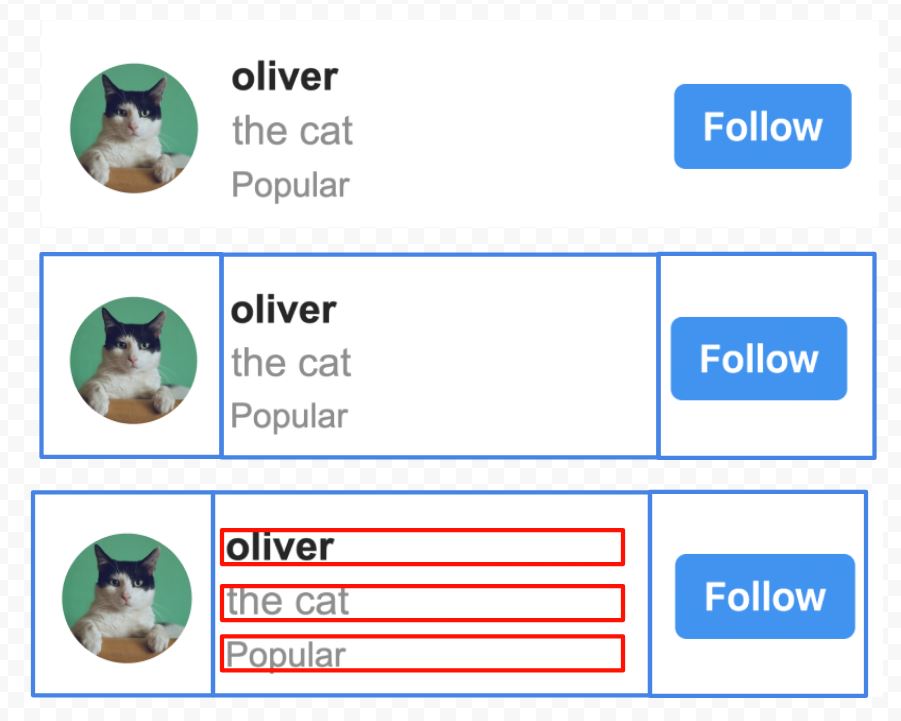 oliver
the cat
Popular
Follow
oliver
the cat
Popular
Follow
oliver
the cat
Popular
Follow